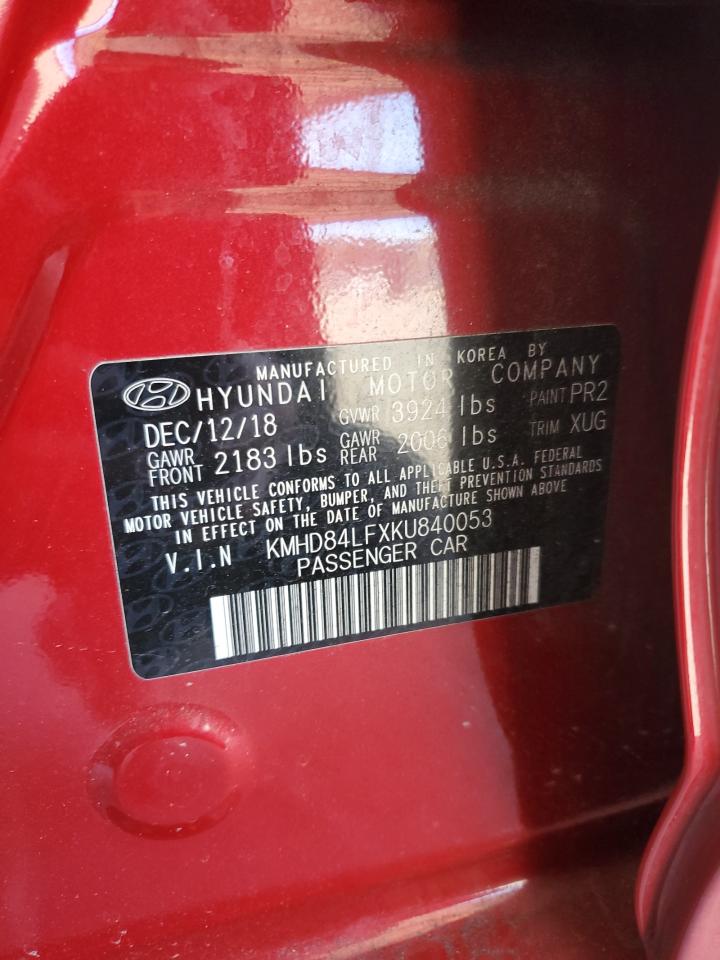 MANUFACTURED IN KOREA BY
HYUNDAI MOTOR COMPANY
DEC/12/18 GVWR 3924 lbs PAINT PR2
GAWR FRONT 2183 lbs GAWR REAR 2006 lbs TRIM XUG
THIS VEHICLE CONFORMS TO ALL APPLICABLE U.S.A. FEDERAL
MOTOR VEHICLE SAFETY, BUMPER, AND THEFT PREVENTION STANDARDS
IN EFFECT ON THE DATE OF MANUFACTURE SHOWN ABOVE
V.I.N KMHD84LFXKU840053
PASSENGER CAR